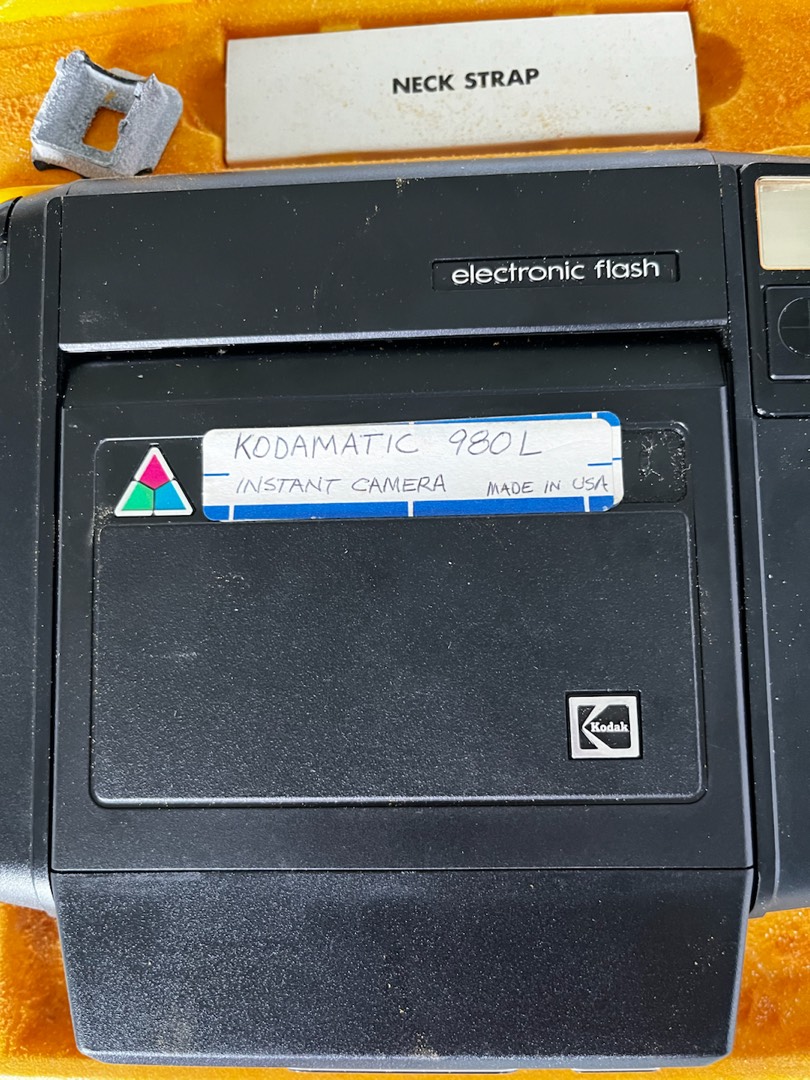 NECK STRAP
electronic flash
KODAMATIC 980L
INSTANT CAMERA MADE IN USA
Kodak